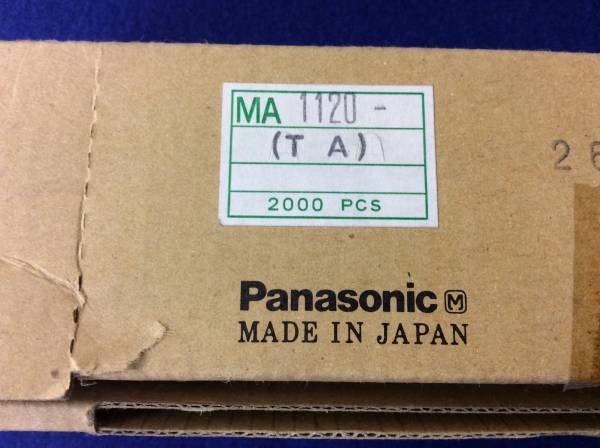 MA 1120 -
(T A)
2000 PCS
26
Panasonic M
MADE IN JAPAN